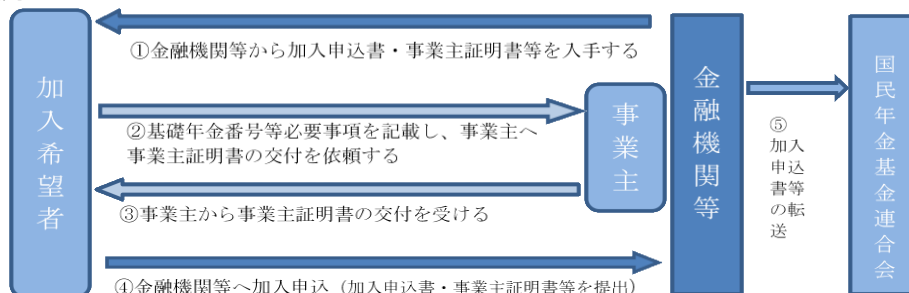 加入希望者
①金融機関等から加入申込書・事業主証明書等を入手する
②基礎年金番号等必要事項を記載し、事業主へ
事業主証明書の交付を依頼する
③事業主から事業主証明書の交付を受ける
④金融機関等へ加入申込（加入申込書・事業主証明書等を提出）
事業主
金融機関等
⑤
加入
申込
書等
の転
送
国民年金基金連合会